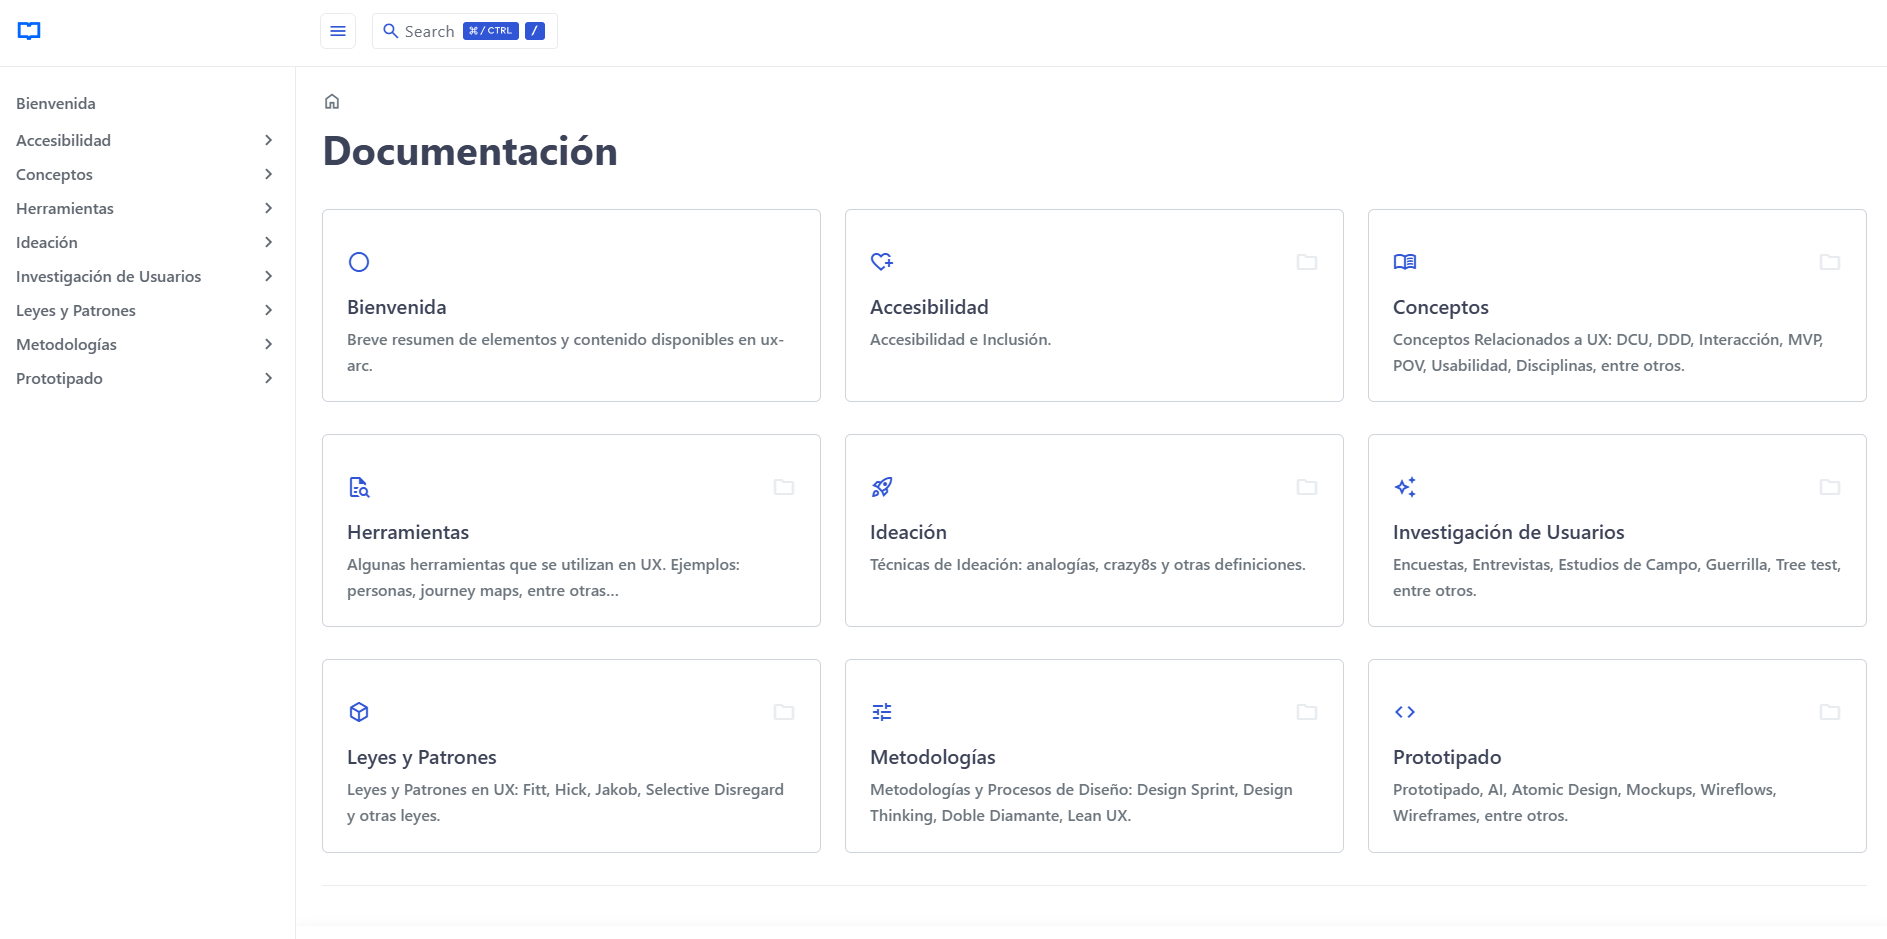 Search ⌘/CTRL /
Bienvenida
Accesibilidad
Conceptos
Herramientas
Ideación
Investigación de Usuarios
Leyes y Patrones
Metodologías
Prototipado
Documentación
Bienvenida
Breve resumen de elementos y contenido disponibles en ux-
arc.
Accesibilidad
Accesibilidad e Inclusión.
Conceptos
Conceptos Relacionados a UX: DCU, DDD, Interacción, MVP,
POV, Usabilidad, Disciplinas, entre otros.
Herramientas
Algunas herramientas que se utilizan en UX. Ejemplos:
personas, journey maps, entre otras...
Ideación
Técnicas de Ideación: analogías, crazy8s y otras definiciones.
Investigación de Usuarios
Encuestas, Entrevistas, Estudios de Campo, Guerrilla, Tree test,
entre otros.
Leyes y Patrones
Leyes y Patrones en UX: Fitt, Hick, Jakob, Selective Disregard
y otras leyes.
Metodologías
Metodologías y Procesos de Diseño: Design Sprint, Design
Thinking, Doble Diamante, Lean UX.
Prototipado
Prototipado, AI, Atomic Design, Mockups, Wireflows,
Wireframes, entre otros.